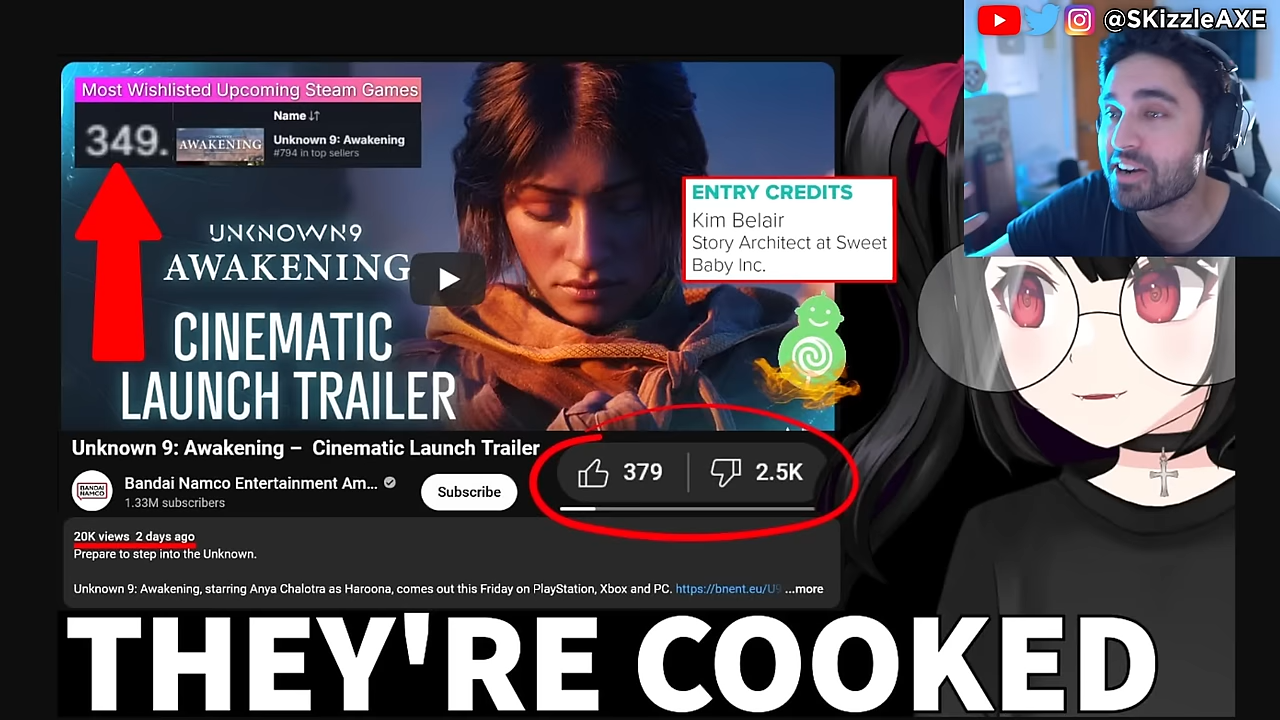 @SKizzleAXE
Most Wishlisted Upcoming Steam Games
Name
349.
AWAKENING
Unknown 9: Awakening
#794 in top sellers
UNKNOWN9
AWAKENING
CINEMATIC
LAUNCH TRAILER
ENTRY CREDITS
Kim Belair
Story Architect at Sweet
Baby Inc.
Unknown 9: Awakening – Cinematic Launch Trailer
379
2.5K
BANDAI
NAMCO
Bandai Namco Entertainment Am...
1.33M subscribers
Subscribe
20K views 2 days ago
Prepare to step into the Unknown.
Unknown 9: Awakening, starring Anya Chalotra as Haroona, comes out this Friday on PlayStation, Xbox and PC. https://bnent.eu/U9 ...more
THEY'RE COOKED